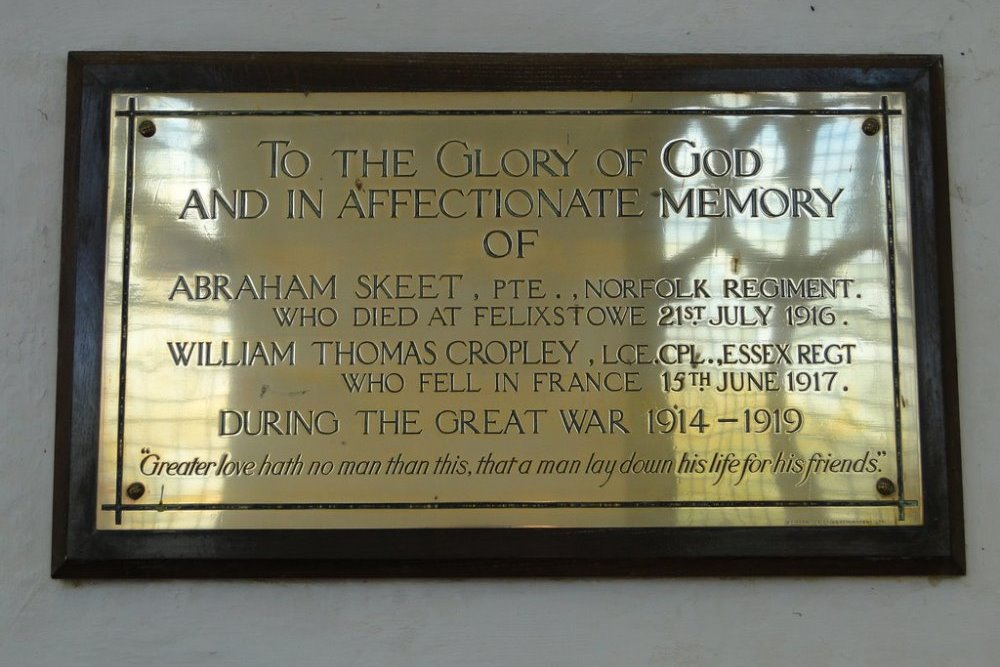 To the Glory of God
and in Affectionate Memory
of
Abraham Skeet, Pte., Norfolk Regiment.
who died at Felixstowe 21st July 1916.
William Thomas Cropley, Lce. Cpl., Essex Regt
who fell in France 15th June 1917.
During the Great War 1914–1919
"Greater love hath no man than this, that a man lay down his life for his friends."